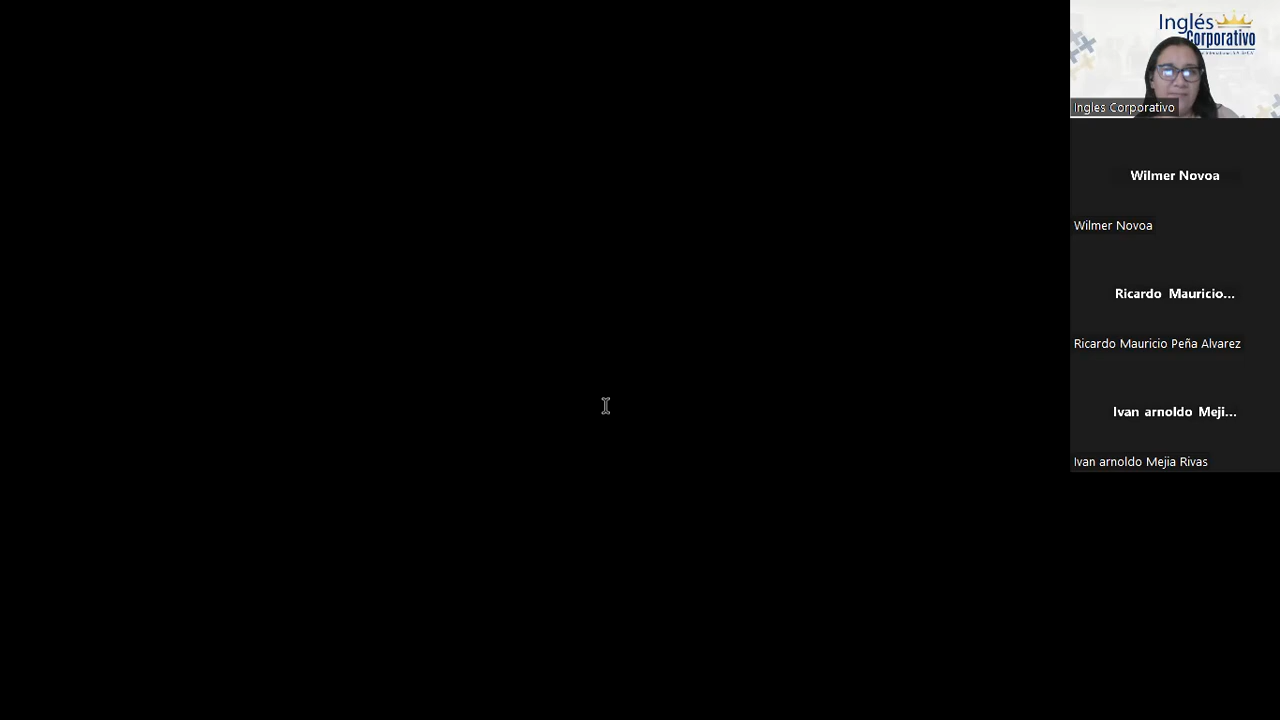 Inglés
Corporativo
Ingles Corporativo
Wilmer Novoa
Wilmer Novoa
Ricardo Mauricio...
Ricardo Mauricio Peña Alvarez
Ivan arnoldo Meji...
Ivan arnoldo Mejia Rivas